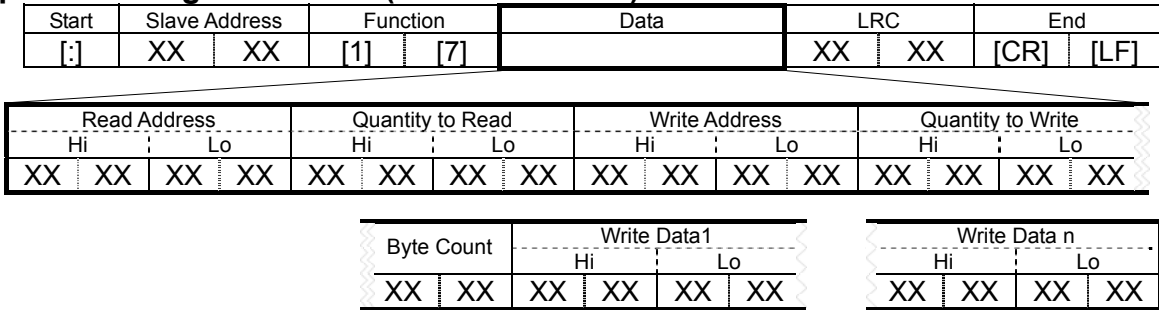 Start Slave Address Function Data LRC End
[:] XX XX [1] [7] XX XX [CR] [LF]
Read Address Quantity to Read Write Address Quantity to Write
Hi Lo Hi Lo Hi Lo Hi Lo
XX XX XX XX XX XX XX XX XX XX XX XX XX XX XX XX
Byte Count Write Data1 Write Data n
Hi Lo Hi Lo
XX XX XX XX XX XX XX XX XX XX